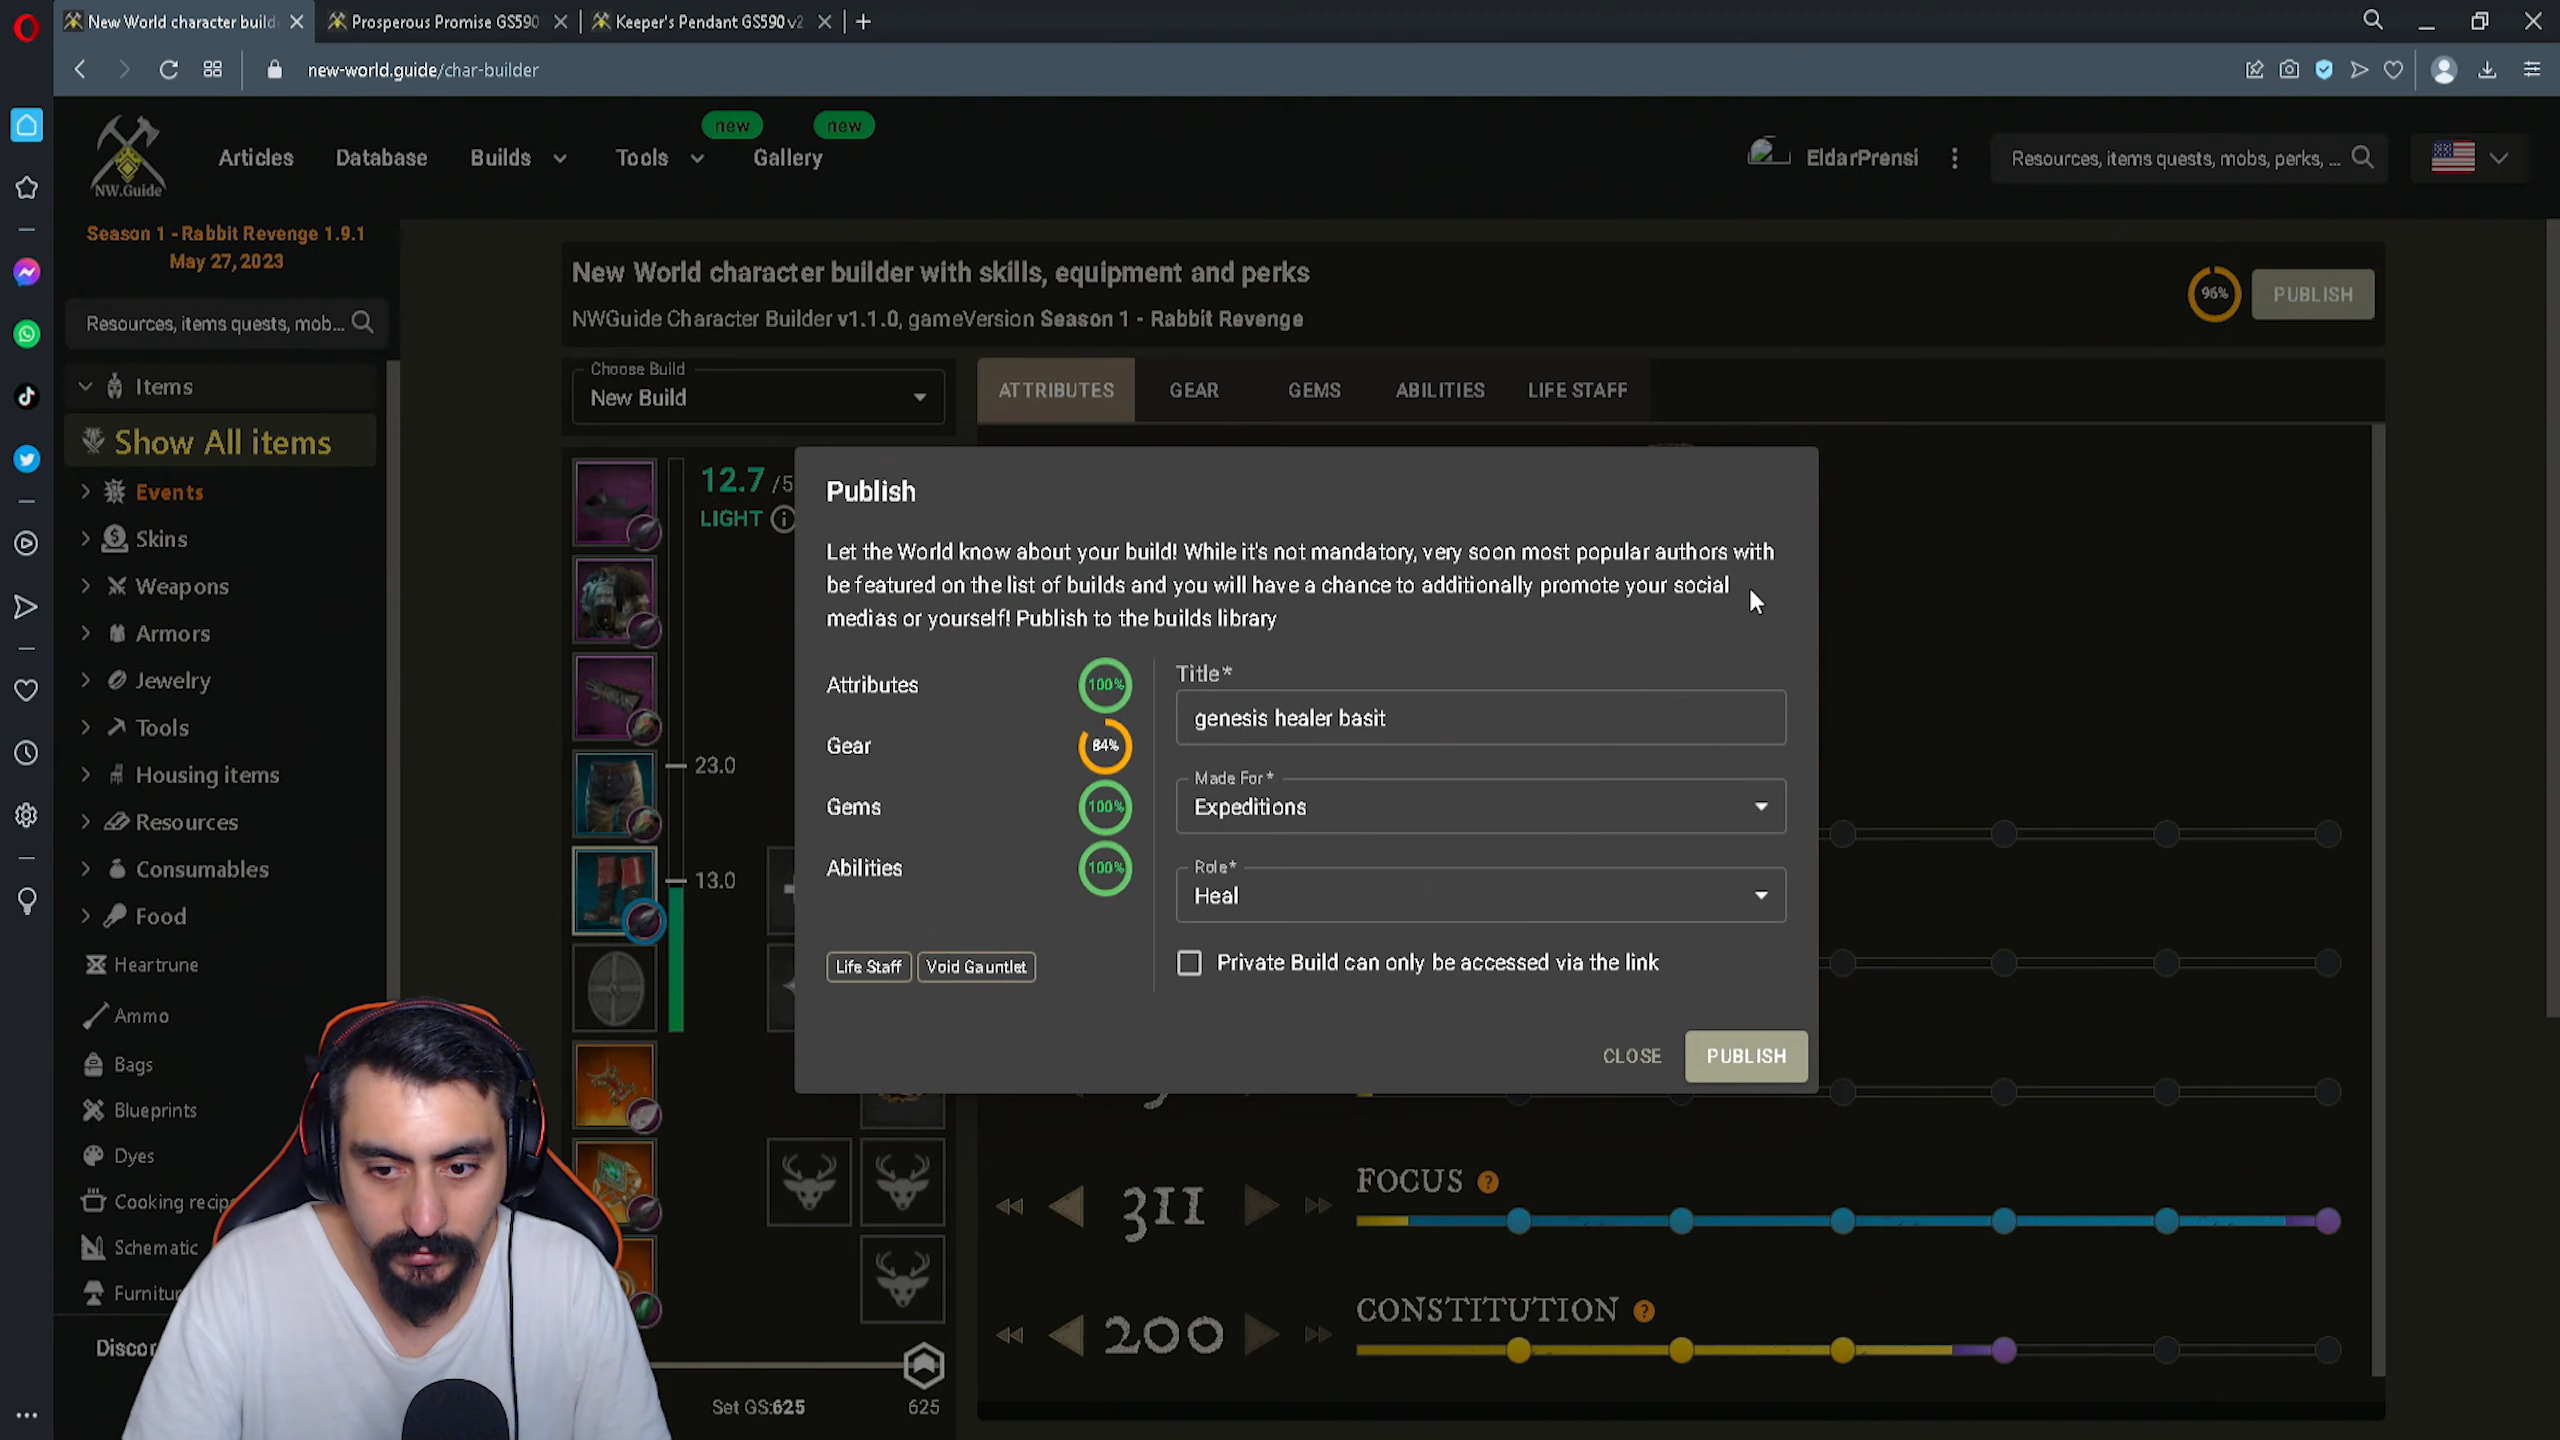 New World character build
Prosperous Promise GS590
Keeper's Pendant GS590 v2
new-world.guide/char-builder
NW.Guide
Articles
Database
Builds
Tools
new
Gallery
new
EldarPrensi
Resources, items quests, mobs, perks, ...
Season 1 - Rabbit Revenge 1.9.1
May 27, 2023
Resources, items quests, mob...
Items
Show All items
Events
Skins
Weapons
Armors
Jewelry
Tools
Housing items
Resources
Consumables
Food
Heartrune
Ammo
Bags
Blueprints
Dyes
Cooking recip
Schematic
Furnitur
Discor
New World character builder with skills, equipment and perks
NWGuide Character Builder v1.1.0, gameVersion Season 1 - Rabbit Revenge
96%
PUBLISH
Choose Build
New Build
ATTRIBUTES
GEAR
GEMS
ABILITIES
LIFE STAFF
12.7 /5
LIGHT
23.0
13.0
Publish
Let the World know about your build! While it's not mandatory, very soon most popular authors with
be featured on the list of builds and you will have a chance to additionally promote your social
medias or yourself! Publish to the builds library
Attributes
100%
Gear
84%
Gems
100%
Abilities
100%
Life Staff
Void Gauntlet
Title*
genesis healer basit
Made For*
Expeditions
Role*
Heal
Private Build can only be accessed via the link
CLOSE
PUBLISH
311
FOCUS
200
CONSTITUTION
Set GS:625
625